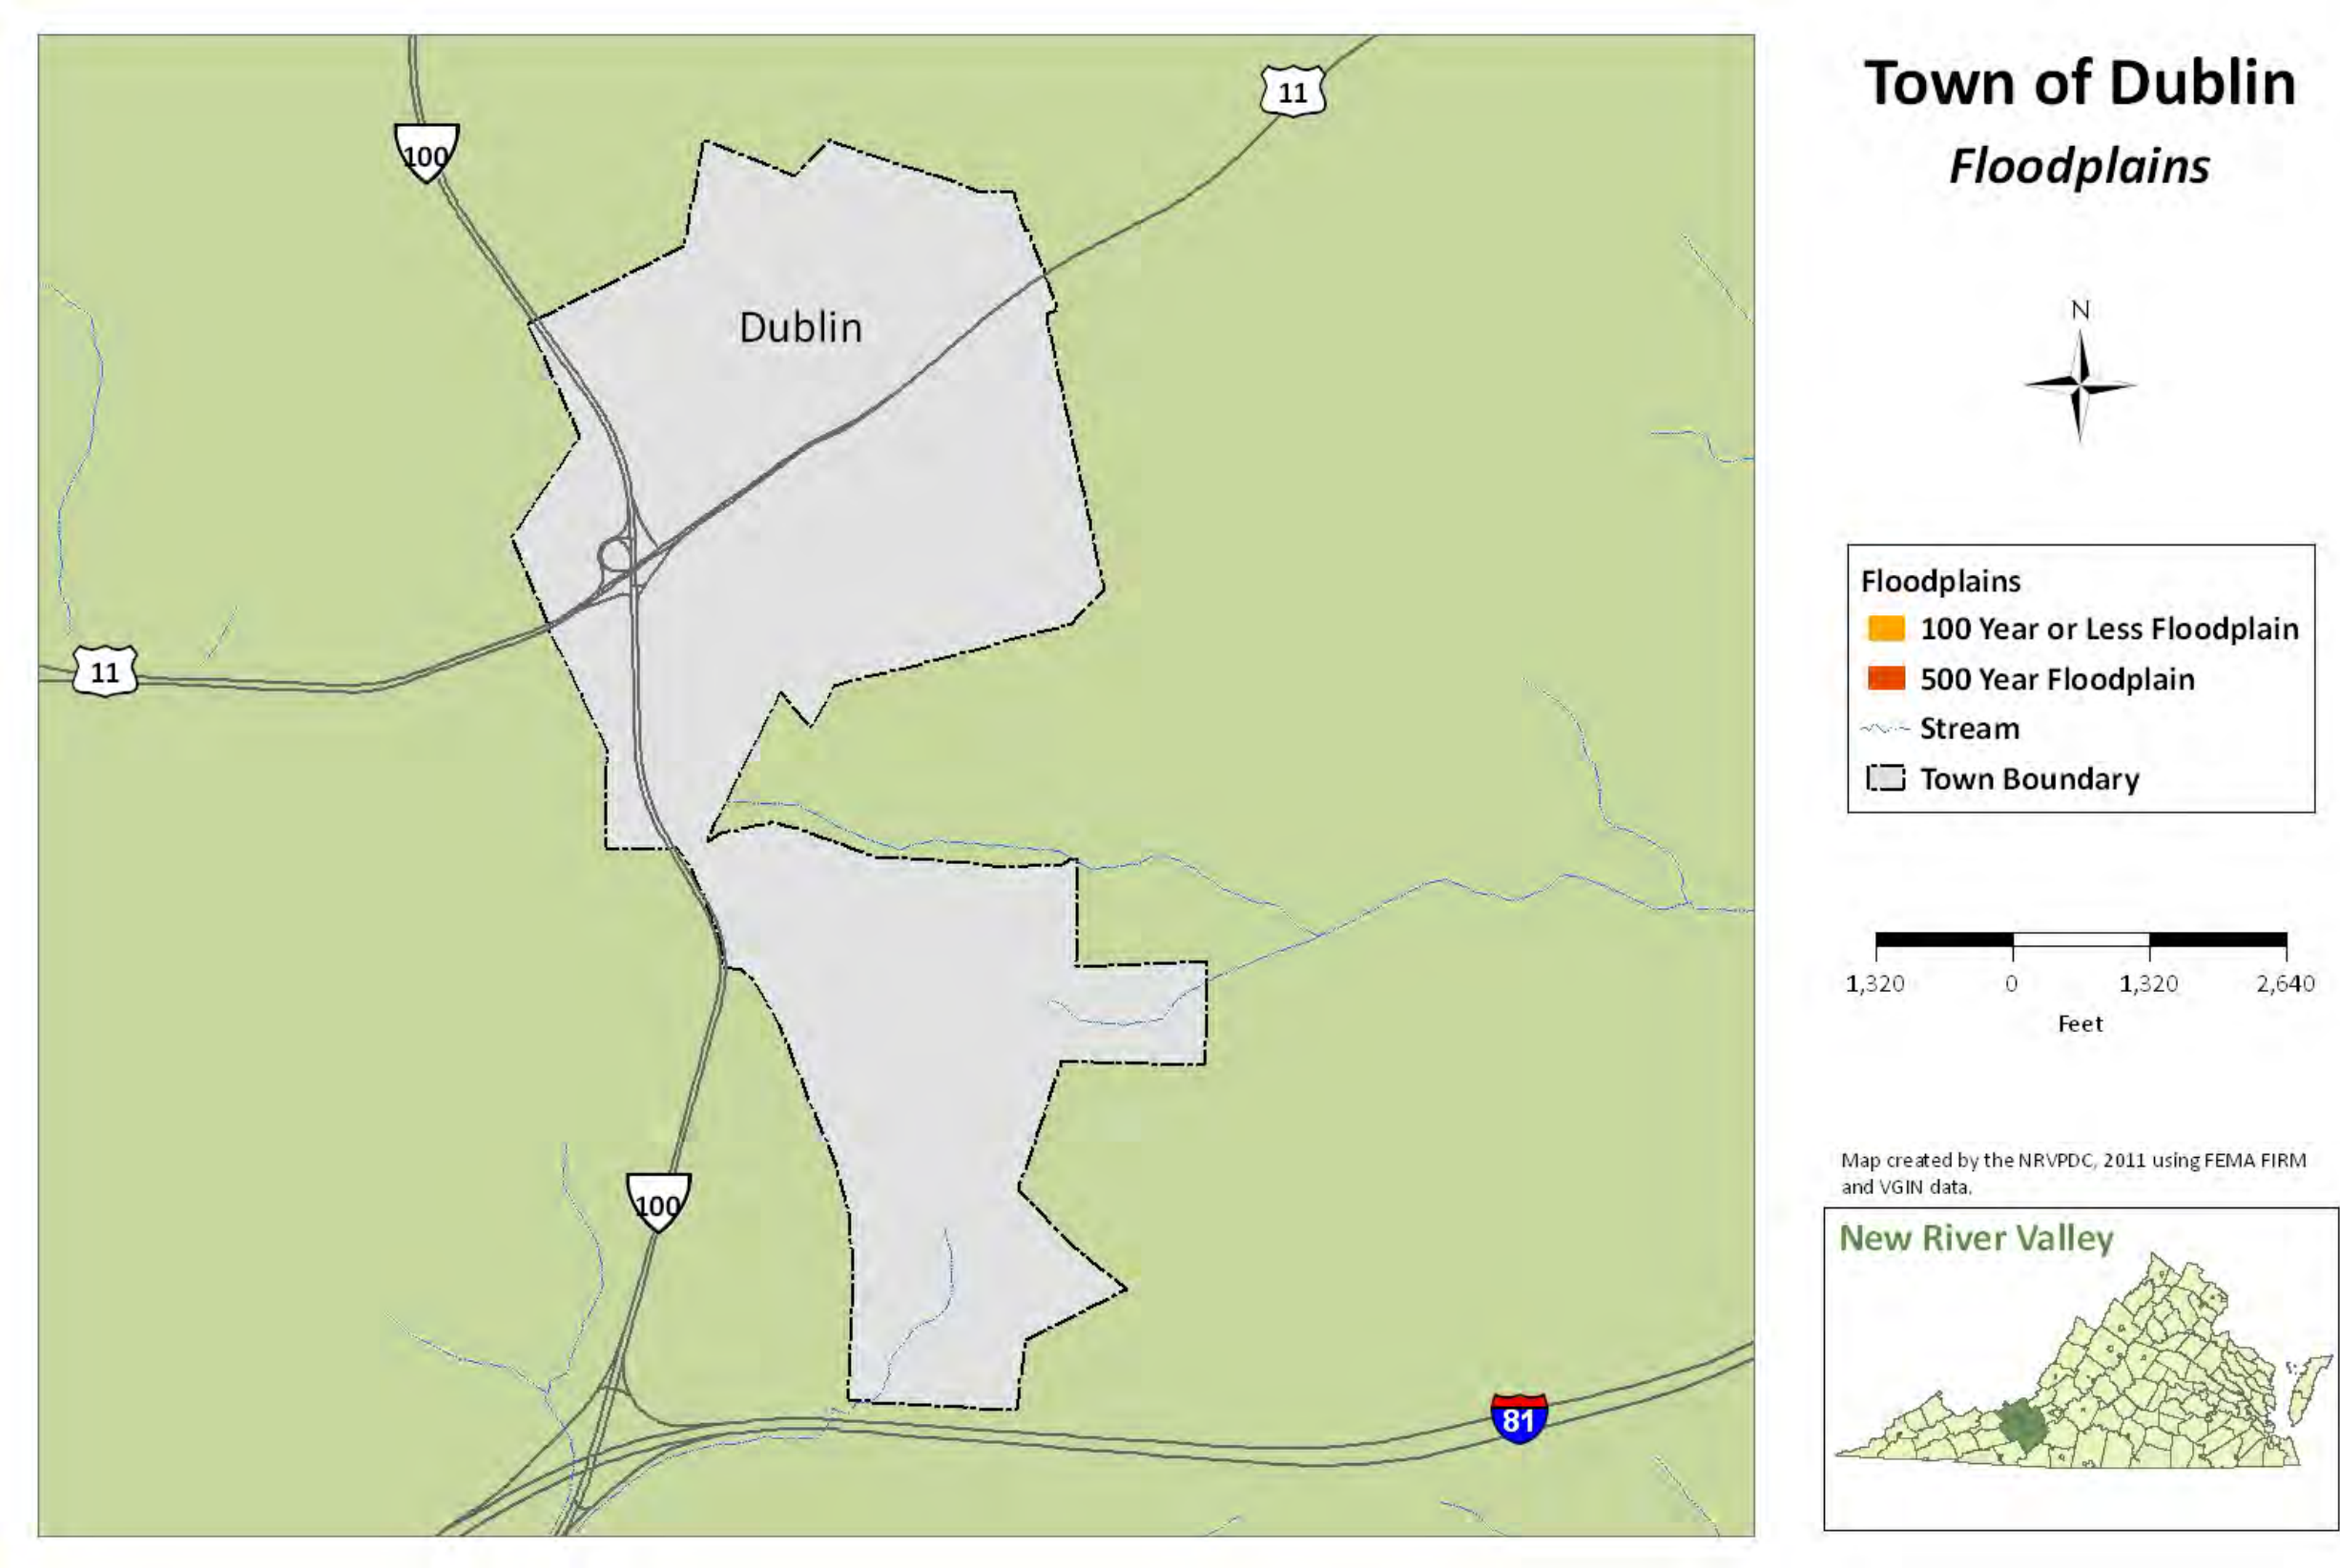 Town of Dublin
Floodplains
11
100
Dublin
N
Floodplains
100 Year or Less Floodplain
500 Year Floodplain
Stream
Town Boundary
11
1,320 0 1,320 2,640
Feet
Map created by the NRVPDC, 2011 using FEMA FIRM
and VGIN data.
100
New River Valley
81